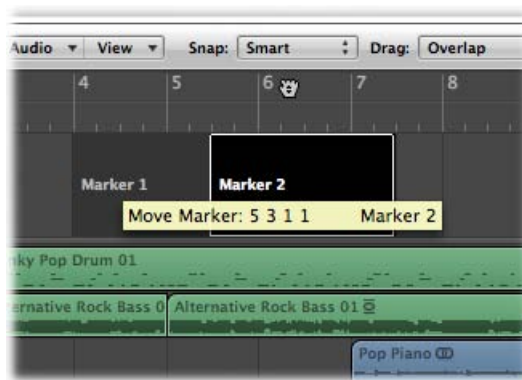 Audio View Snap: Smart Drag: Overlap
4 5 6 7 8
Marker 1 Marker 2
Move Marker: 5 3 1 1 Marker 2
nky Pop Drum 01
ernative Rock Bass 0 Alternative Rock Bass 01
Pop Piano